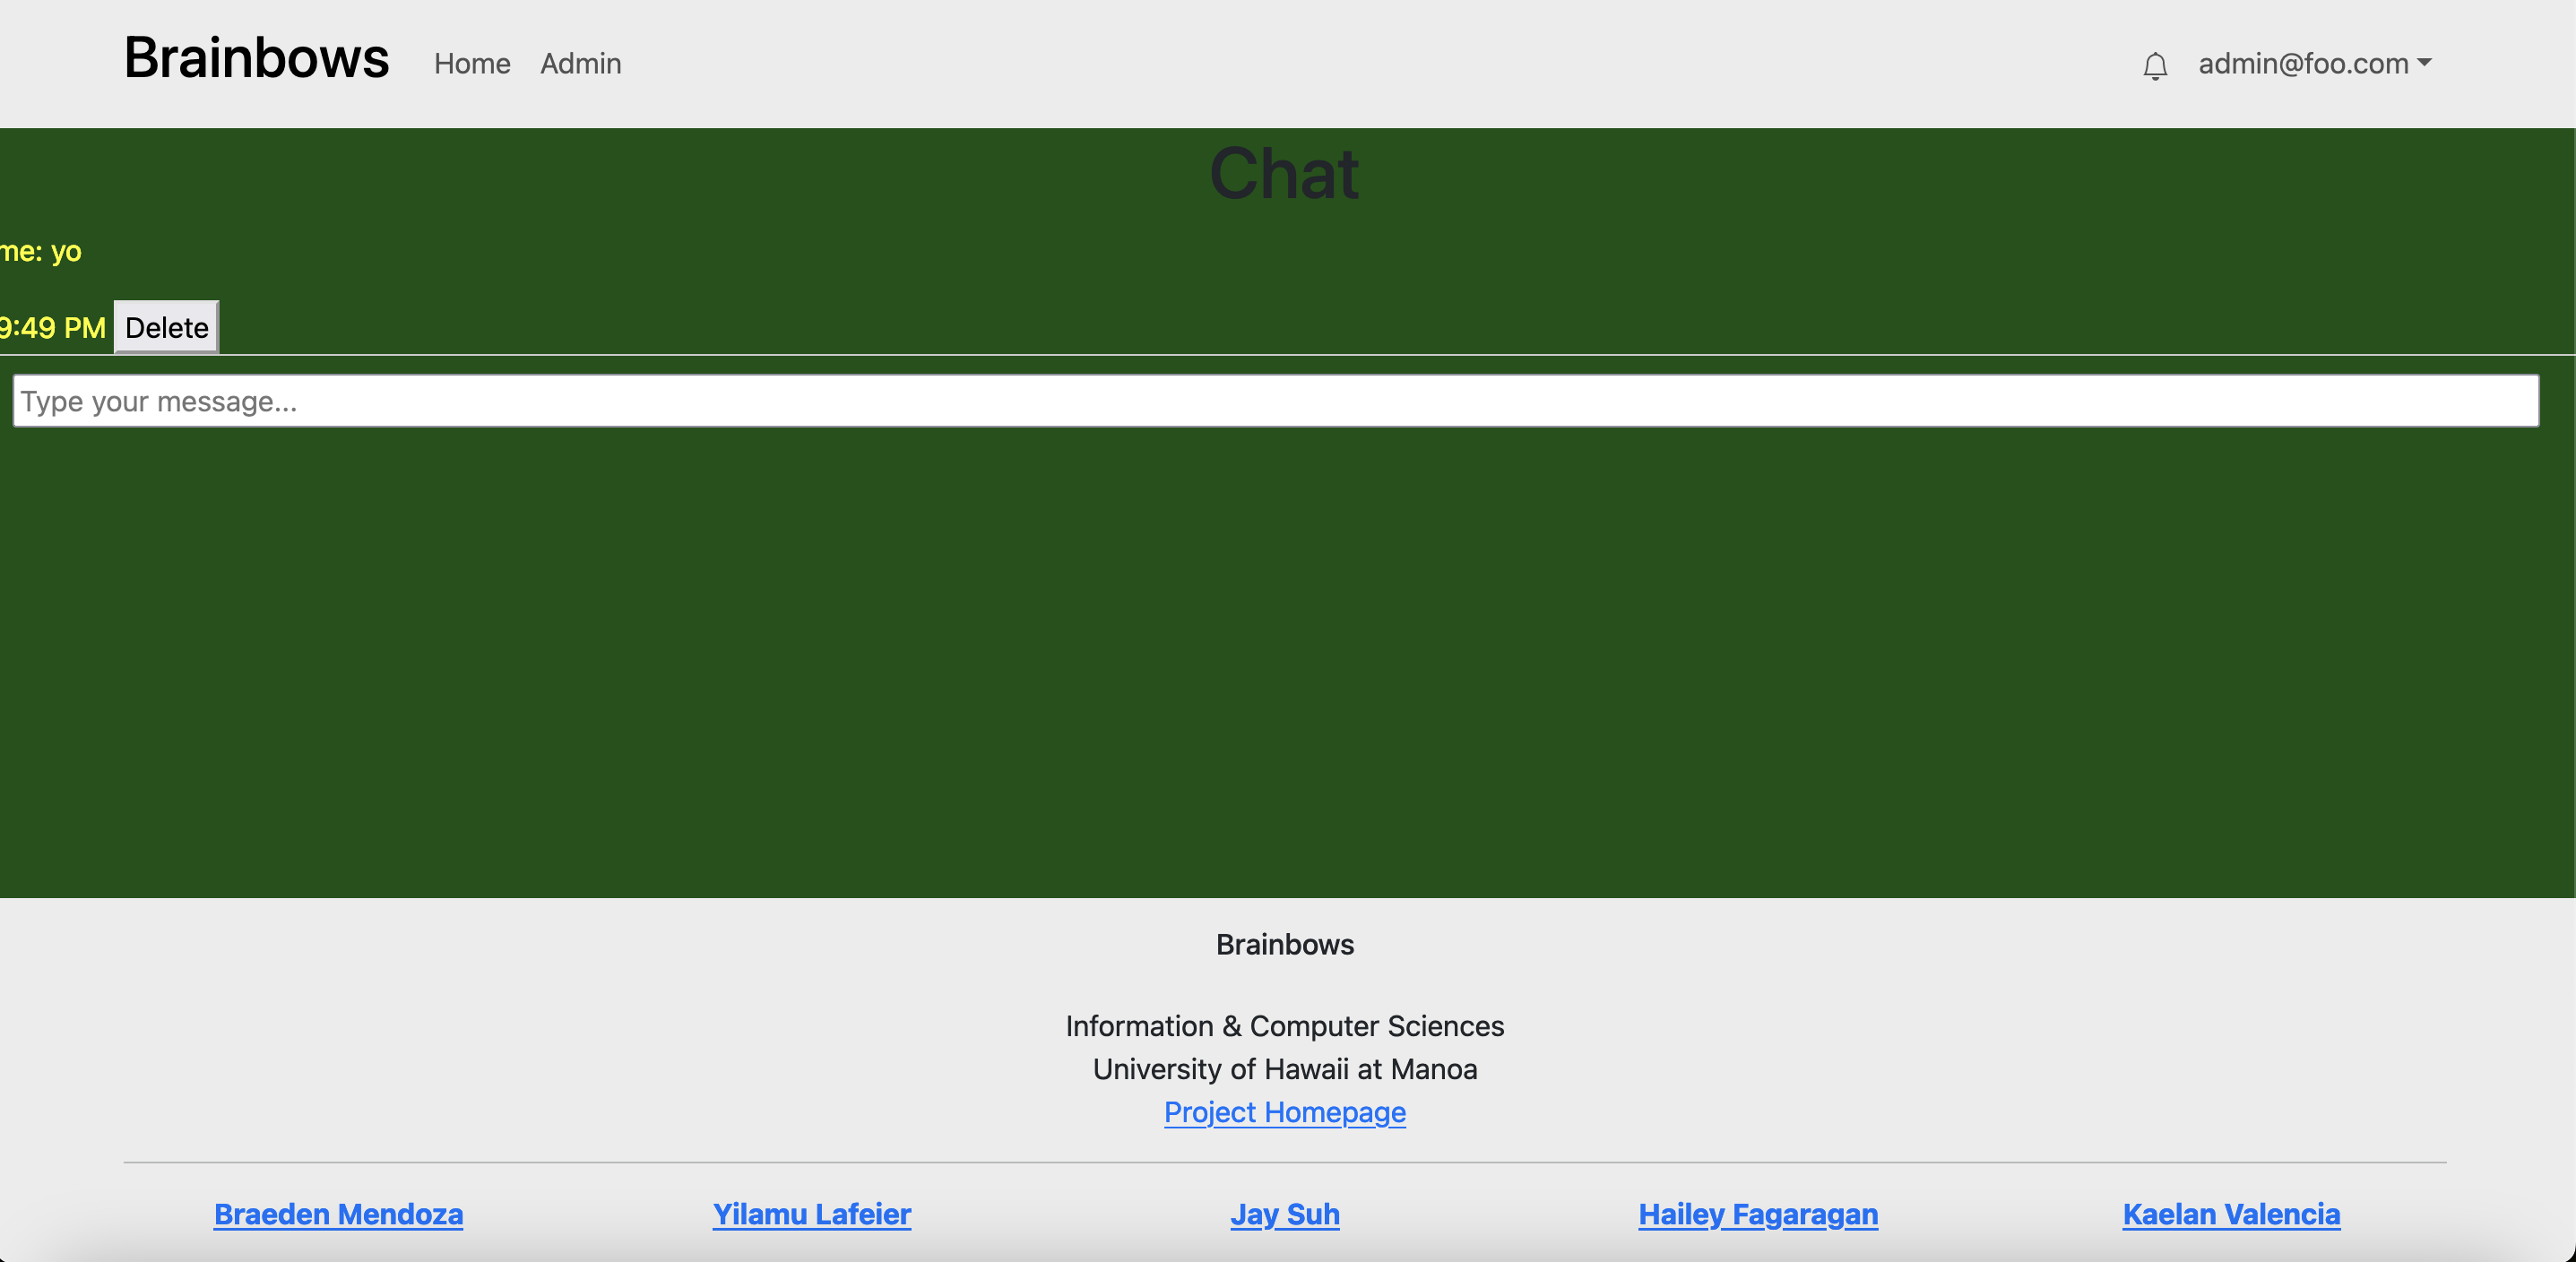 Brainbows Home Admin admin@foo.com
Chat
me: yo
9:49 PM Delete
Type your message...
Brainbows
Information & Computer Sciences
University of Hawaii at Manoa
Project Homepage
Braeden Mendoza Yilamu Lafeier Jay Suh Hailey Fagaragan Kaelan Valencia